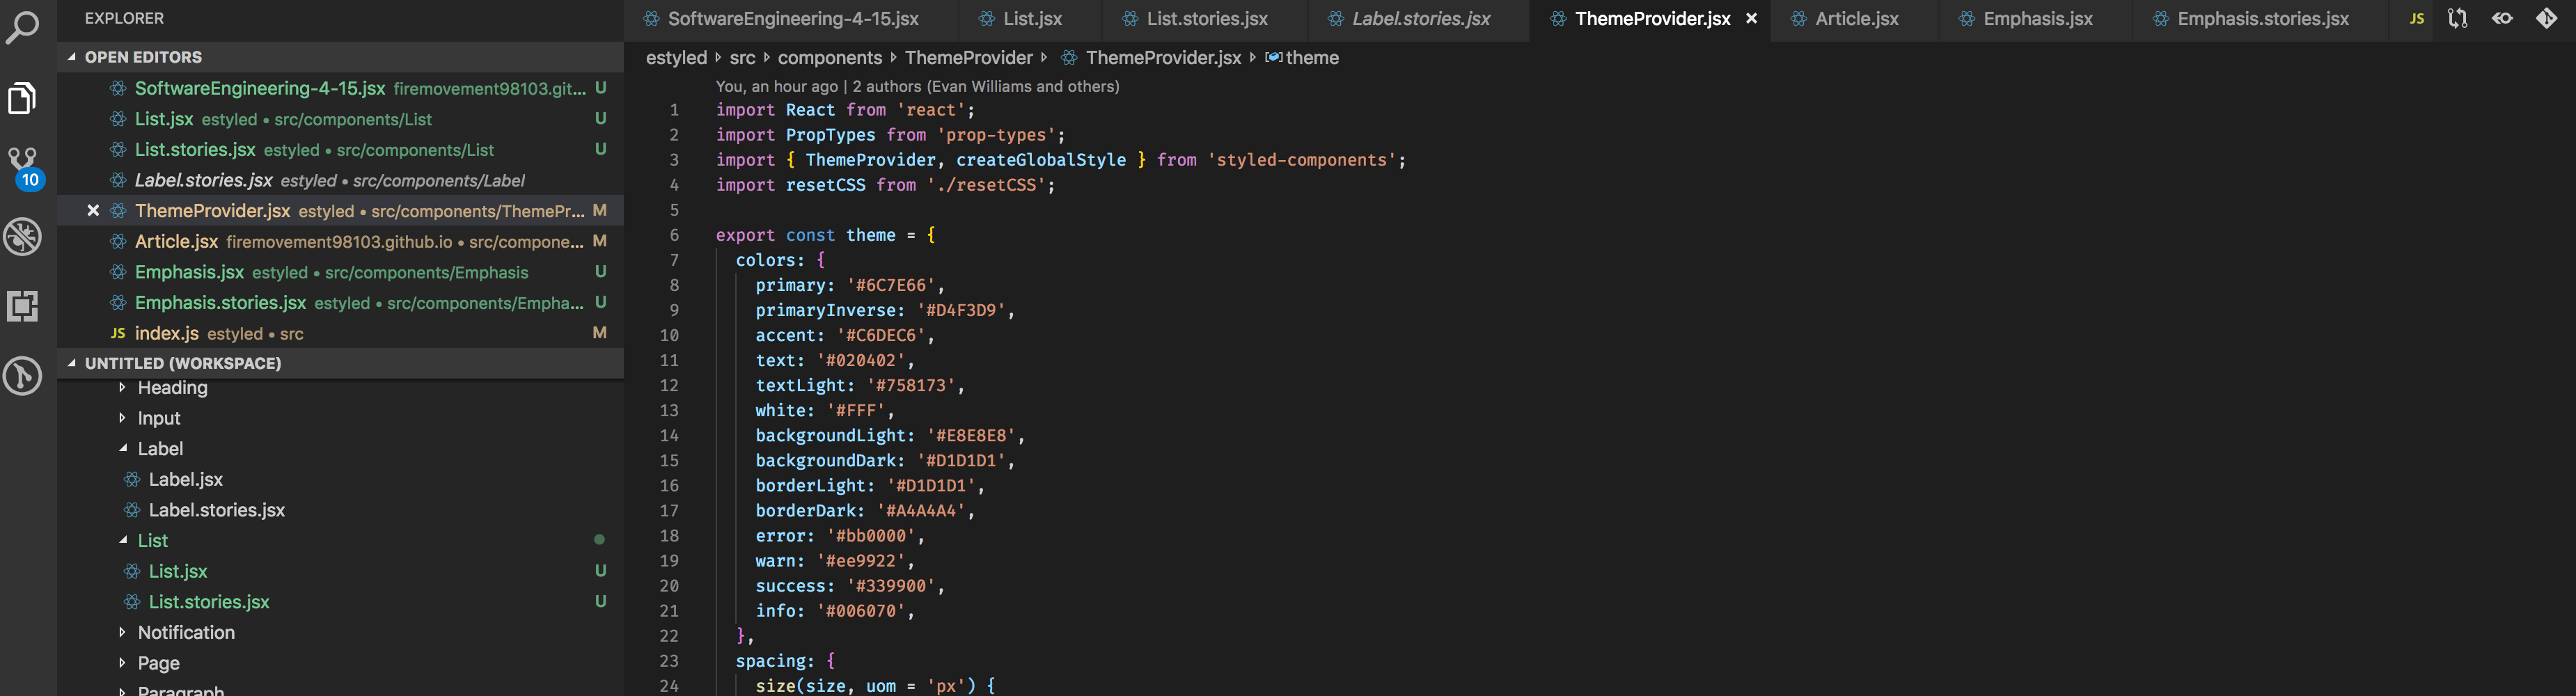 EXPLORER
OPEN EDITORS
SoftwareEngineering-4-15.jsx firemovement98103.git... U
List.jsx estyled • src/components/List U
List.stories.jsx estyled • src/components/List U
Label.stories.jsx estyled • src/components/Label
ThemeProvider.jsx estyled • src/components/ThemePr... M
Article.jsx firemovement98103.github.io • src/compone... M
Emphasis.jsx estyled • src/components/Emphasis U
Emphasis.stories.jsx estyled • src/components/Empha... U
JS index.js estyled • src M
UNTITLED (WORKSPACE)
Heading
Input
Label
Label.jsx
Label.stories.jsx
List
List.jsx U
List.stories.jsx U
Notification
Page
Paragraph
10
SoftwareEngineering-4-15.jsx List.jsx List.stories.jsx Label.stories.jsx ThemeProvider.jsx Article.jsx Emphasis.jsx Emphasis.stories.jsx JS
estyled src components ThemeProvider ThemeProvider.jsx theme
You, an hour ago | 2 authors (Evan Williams and others)
1 import React from 'react';
2 import PropTypes from 'prop-types';
3 import { ThemeProvider, createGlobalStyle } from 'styled-components';
4 import resetCSS from './resetCSS';
5
6 export const theme = {
7 colors: {
8 primary: '#6C7E66',
9 primaryInverse: '#D4F3D9',
10 accent: '#C6DEC6',
11 text: '#020402',
12 textLight: '#758173',
13 white: '#FFF',
14 backgroundLight: '#E8E8E8',
15 backgroundDark: '#D1D1D1',
16 borderLight: '#D1D1D1',
17 borderDark: '#A4A4A4',
18 error: '#bb0000',
19 warn: '#ee9922',
20 success: '#339900',
21 info: '#006070',
22 },
23 spacing: {
24 size(size, uom = 'px') {